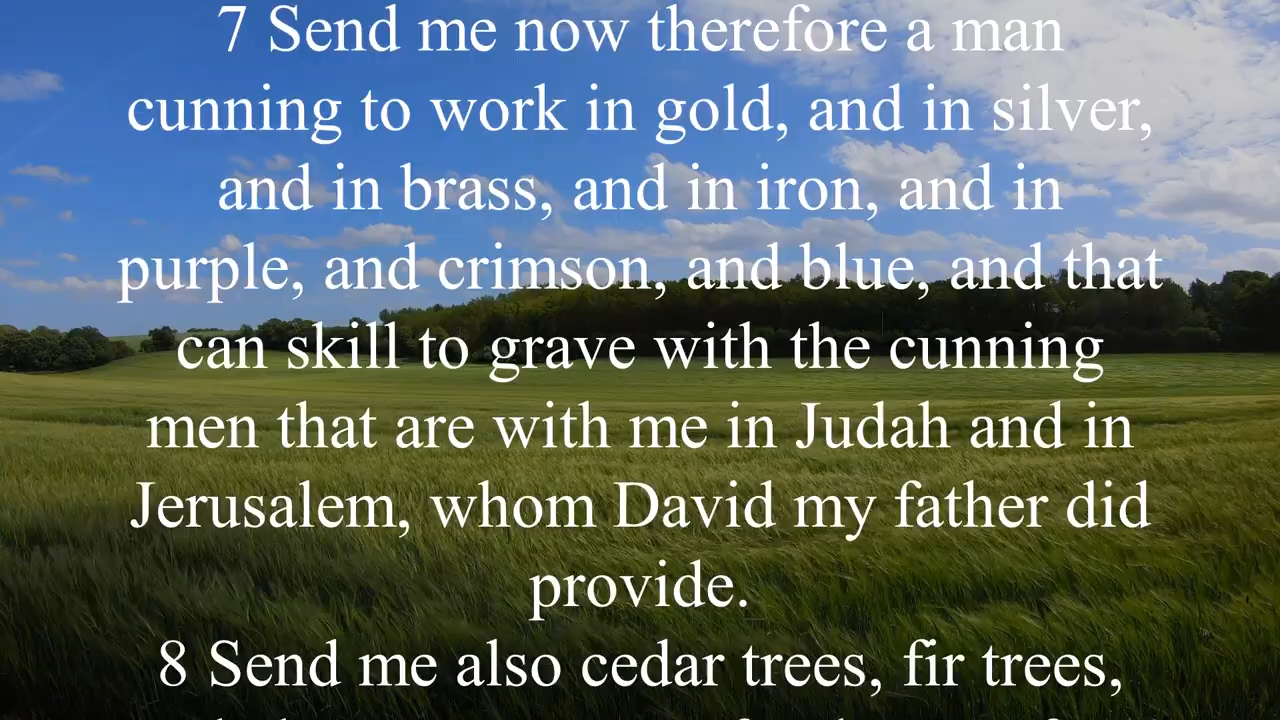 7 Send me now therefore a man
cunning to work in gold, and in silver,
and in brass, and in iron, and in
purple, and crimson, and blue, and that
can skill to grave with the cunning
men that are with me in Judah and in
Jerusalem, whom David my father did
provide.
8 Send me also cedar trees, fir trees,